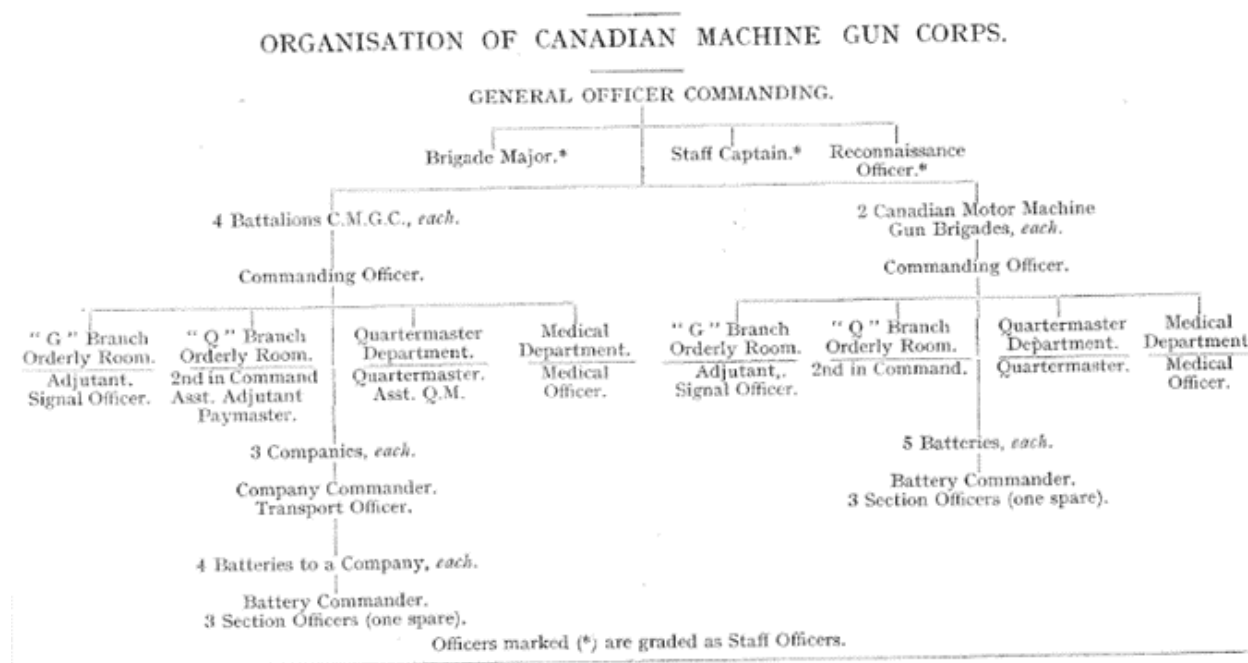 ORGANISATION OF CANADIAN MACHINE GUN CORPS.
GENERAL OFFICER COMMANDING.
Brigade Major.*
Staff Captain.*
Reconnaissance
Officer.*
4 Battalions C.M.G.C., each.
Commanding Officer.
" G " Branch
Orderly Room.
Adjutant.
Signal Officer.
" Q " Branch
Orderly Room.
2nd in Command
Asst. Adjutant
Paymaster.
Quartermaster
Department.
Quartermaster.
Asst. Q.M.
Medical
Department.
Medical
Officer.
3 Companies, each.
Company Commander.
Transport Officer.
4 Batteries to a Company, each.
Battery Commander.
3 Section Officers (one spare).
2 Canadian Motor Machine
Gun Brigades, each.
Commanding Officer.
" G " Branch
Orderly Room.
Adjutant,.
Signal Officer.
" Q " Branch
Orderly Room.
2nd in Command.
Quartermaster
Department.
Quartermaster.
Medical
Department
Medical
Officer.
5 Batteries, each.
Battery Commander.
3 Section Officers (one spare).
Officers marked (*) are graded as Staff Officers.